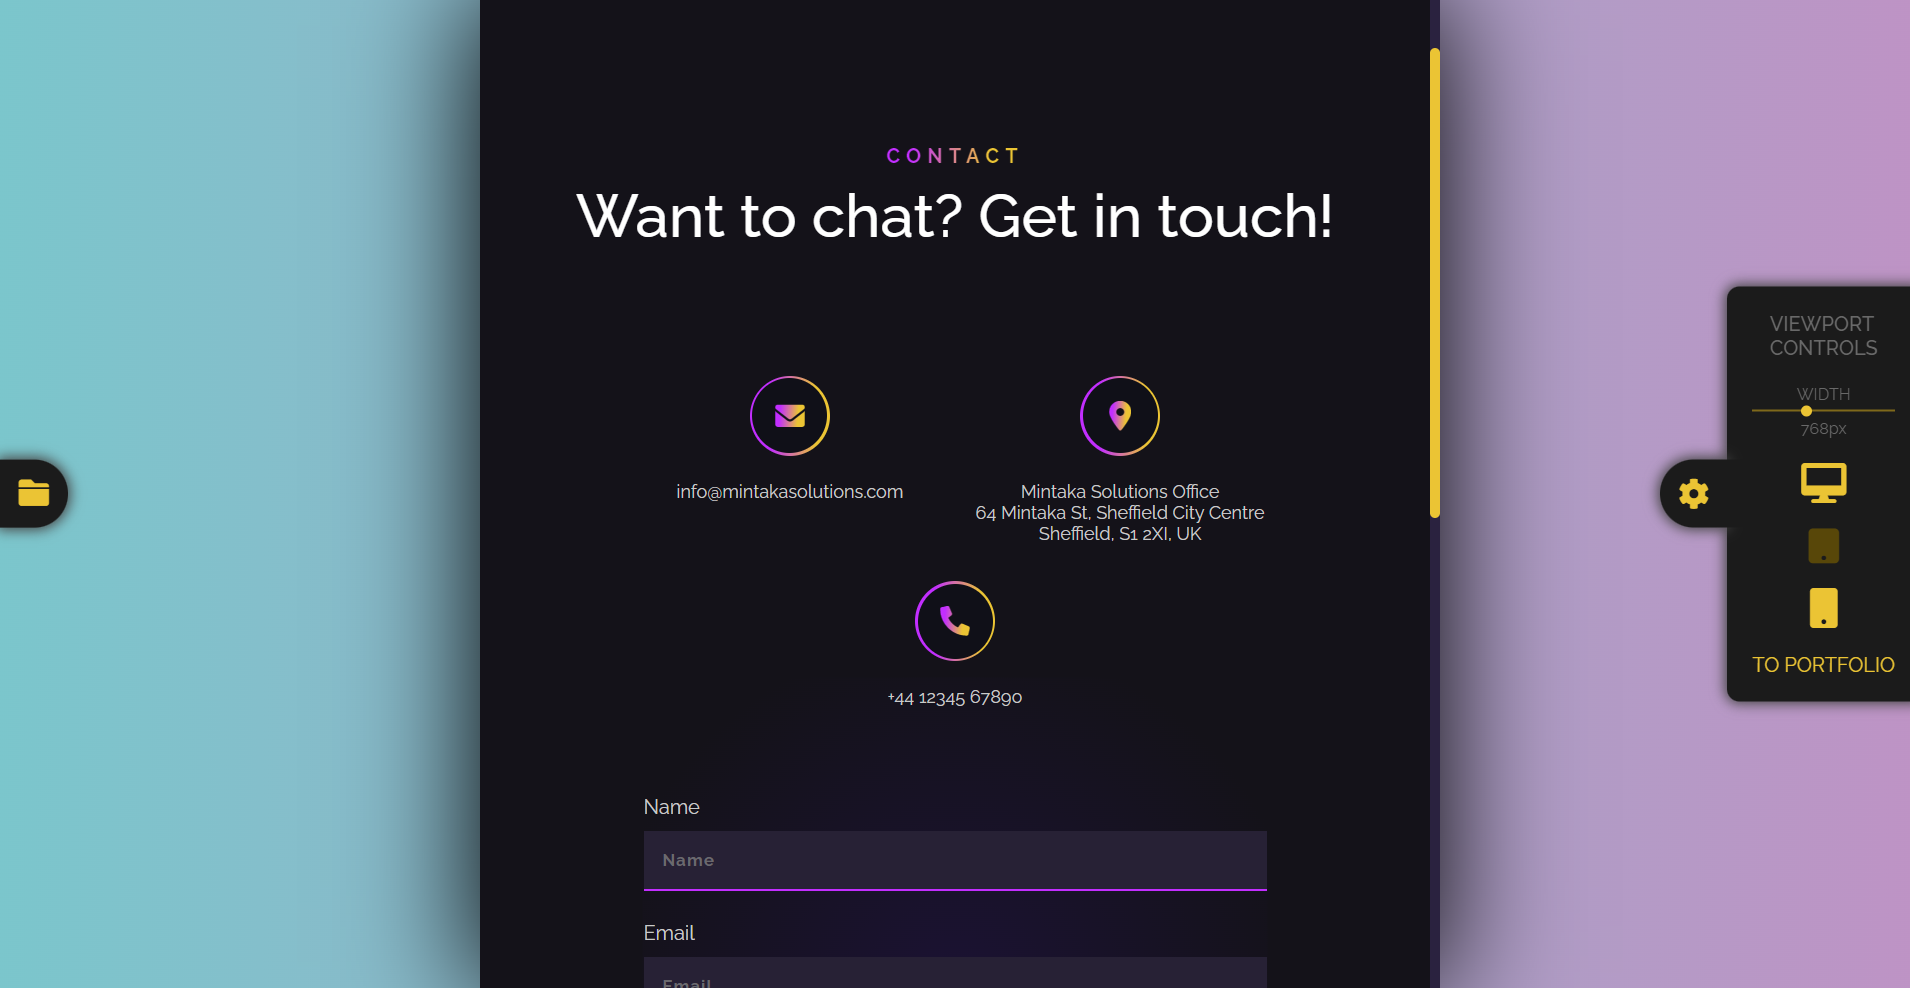 CONTACT
Want to chat? Get in touch!
info@mintakasolutions.com
Mintaka Solutions Office
64 Mintaka St, Sheffield City Centre
Sheffield, S1 2XI, UK
+44 12345 67890
Name
Name
Email
Email
VIEWPORT
CONTROLS
WIDTH
768px
TO PORTFOLIO